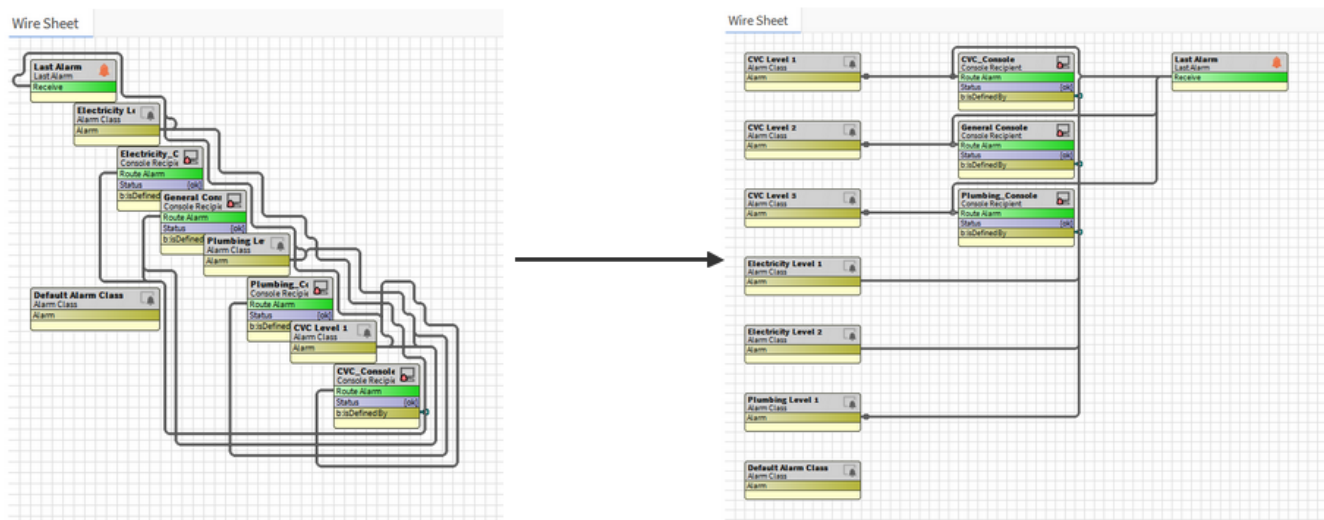 Wire Sheet
Last Alarm
Last Alarm
Receive
Electricity Le
Alarm Class
Alarm
Electricity_C
Console Recipie
Route Alarm
Status [ok]
b:isDefined
General Cons
Console Recipie
Route Alarm
Status [ok]
b:isDefined
Plumbing Le
Alarm Class
Alarm
Default Alarm Class
Alarm Class
Alarm
Plumbing_Co
Console Recipie
Route Alarm
Status [ok]
b:isDefined
CVC Level 1
Alarm Class
Alarm
CVC_Console
Console Recipie
Route Alarm
Status [ok]
b:isDefinedBy
Wire Sheet
CVC Level 1
Alarm Class
Alarm
CVC_Console
Console Recipient
Route Alarm
Status [ok]
b:isDefinedBy
Last Alarm
Last Alarm
Receive
CVC Level 2
Alarm Class
Alarm
General Console
Console Recipient
Route Alarm
Status [ok]
b:isDefinedBy
CVC Level 3
Alarm Class
Alarm
Plumbing_Console
Console Recipient
Route Alarm
Status [ok]
b:isDefinedBy
Electricity Level 1
Alarm Class
Alarm
Electricity Level 2
Alarm Class
Alarm
Plumbing Level 1
Alarm Class
Alarm
Default Alarm Class
Alarm Class
Alarm